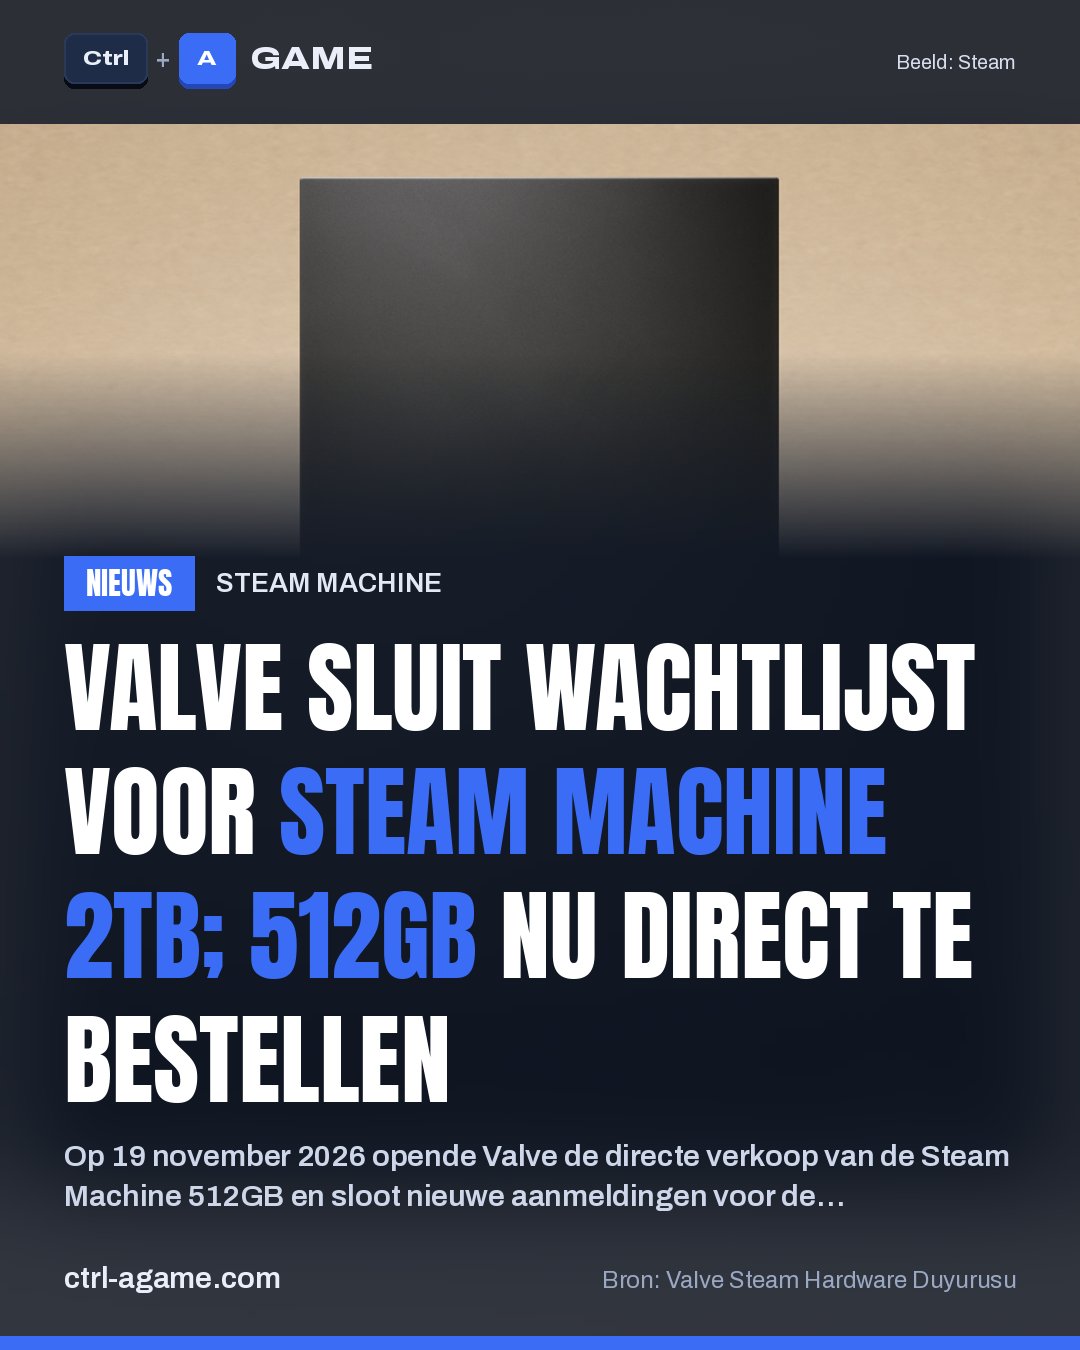 Ctrl + A GAME
Beeld: Steam
NIEUWS STEAM MACHINE
VALVE SLUIT WACHTLIJST
VOOR STEAM MACHINE
2TB; 512GB NU DIRECT TE
BESTELLEN
Op 19 november 2026 opende Valve de directe verkoop van de Steam
Machine 512GB en sloot nieuwe aanmeldingen voor de...
ctrl-agame.com
Bron: Valve Steam Hardware Duyurusu